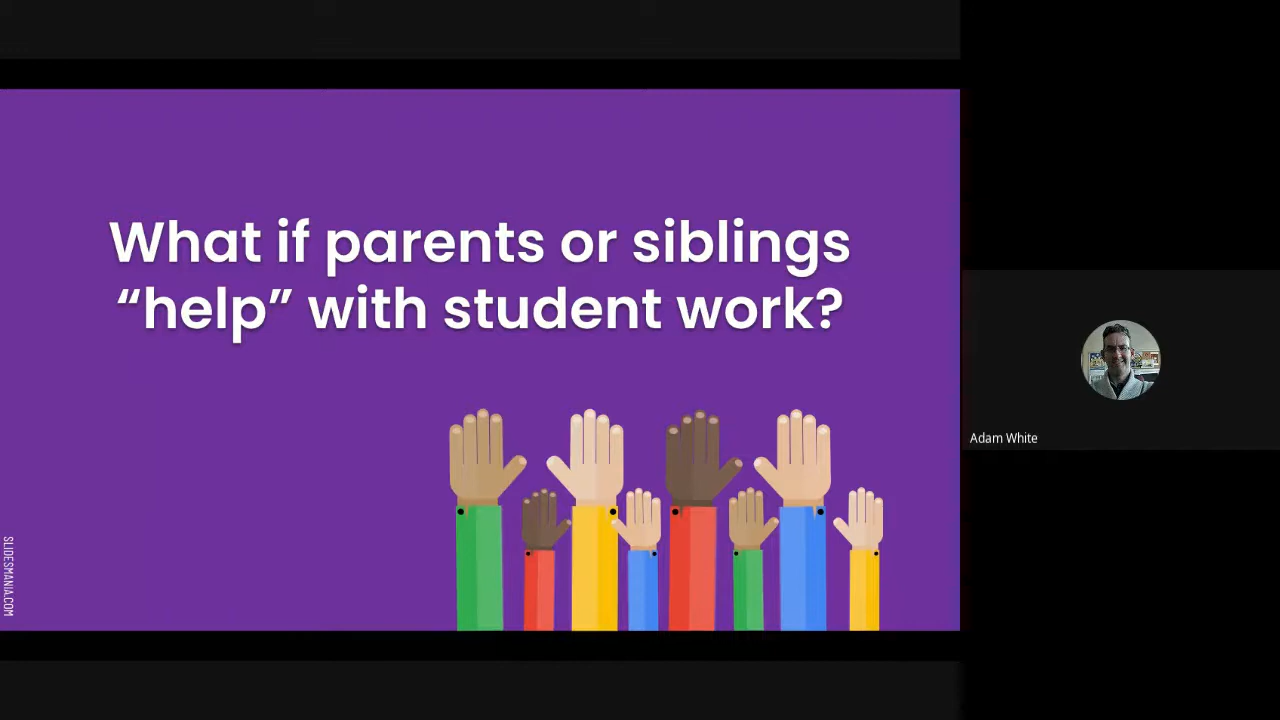 What if parents or siblings
“help” with student work?
SLIDESMANIA.COM
Adam White